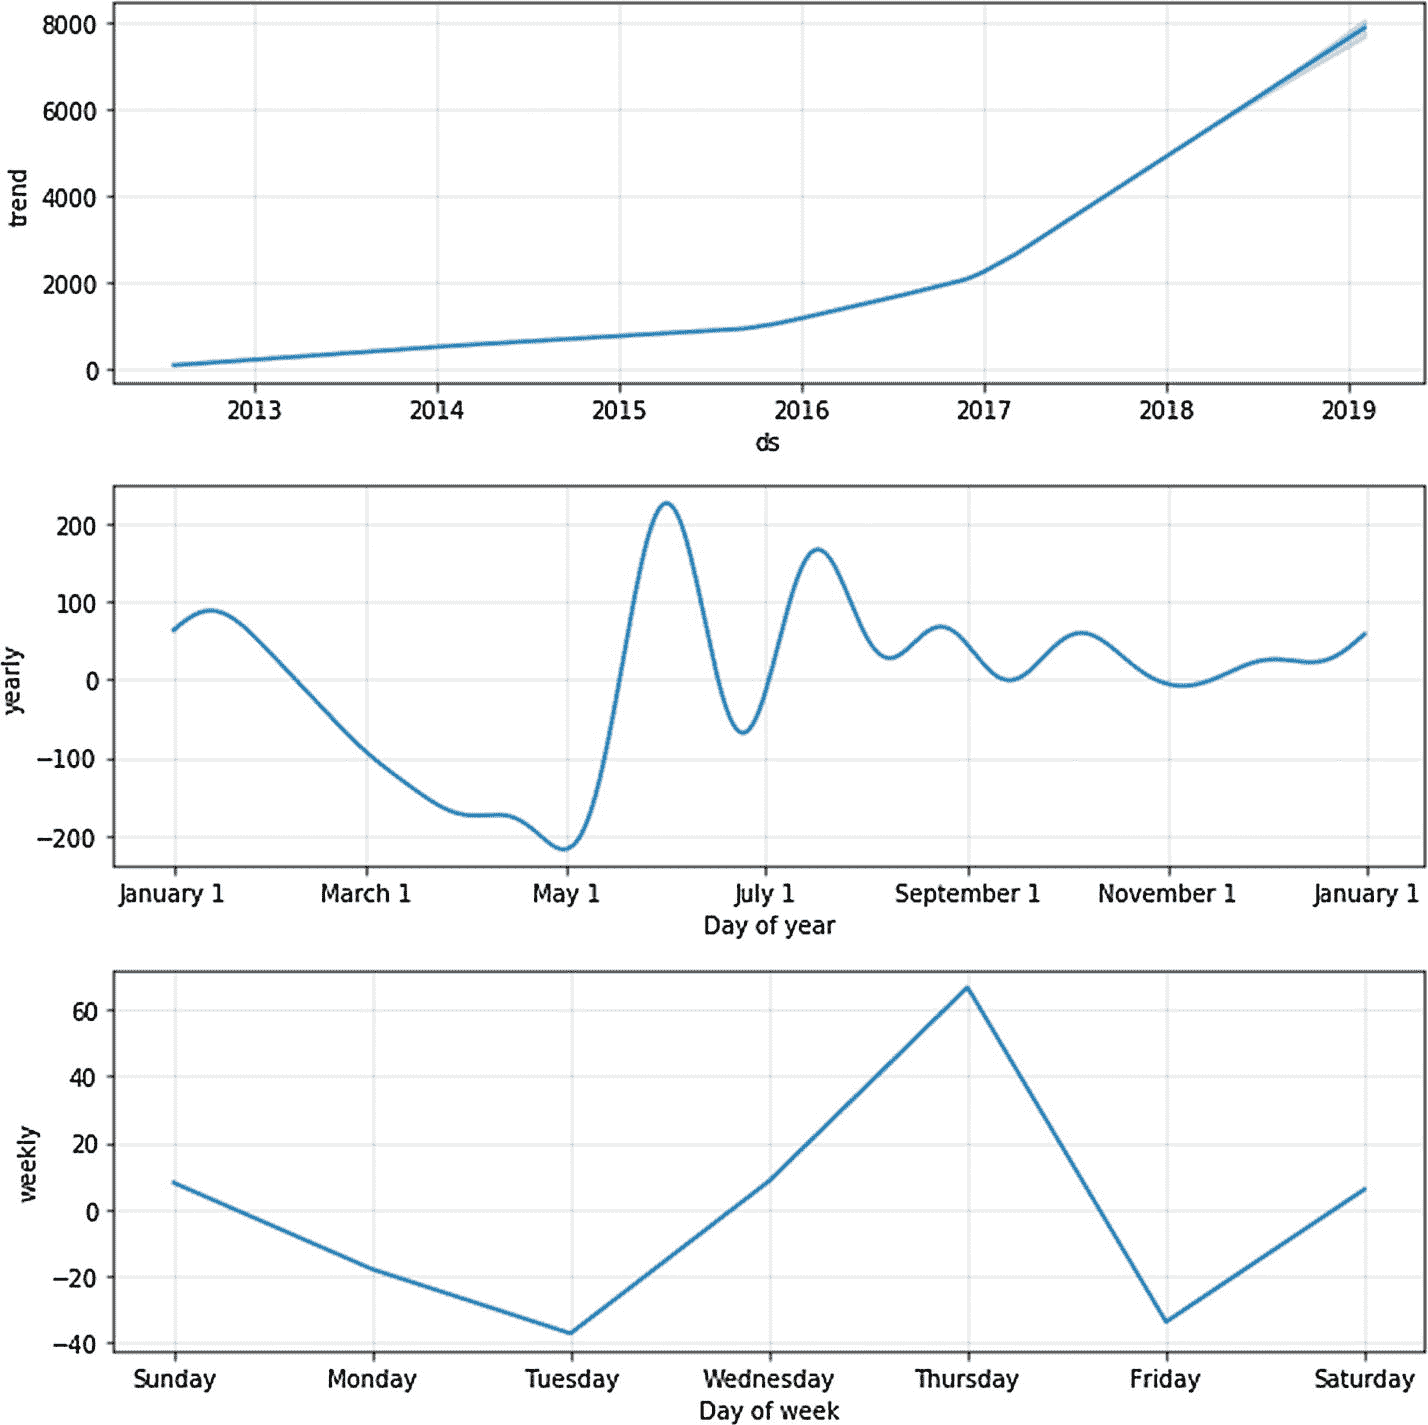 8000
6000
4000
2000
0
trend
2013 2014 2015 2016 2017 2018 2019
ds
200
100
0
−100
−200
yearly
January 1 March 1 May 1 July 1 September 1 November 1 January 1
Day of year
60
40
20
0
−20
−40
weekly
Sunday Monday Tuesday Wednesday Thursday Friday Saturday
Day of week